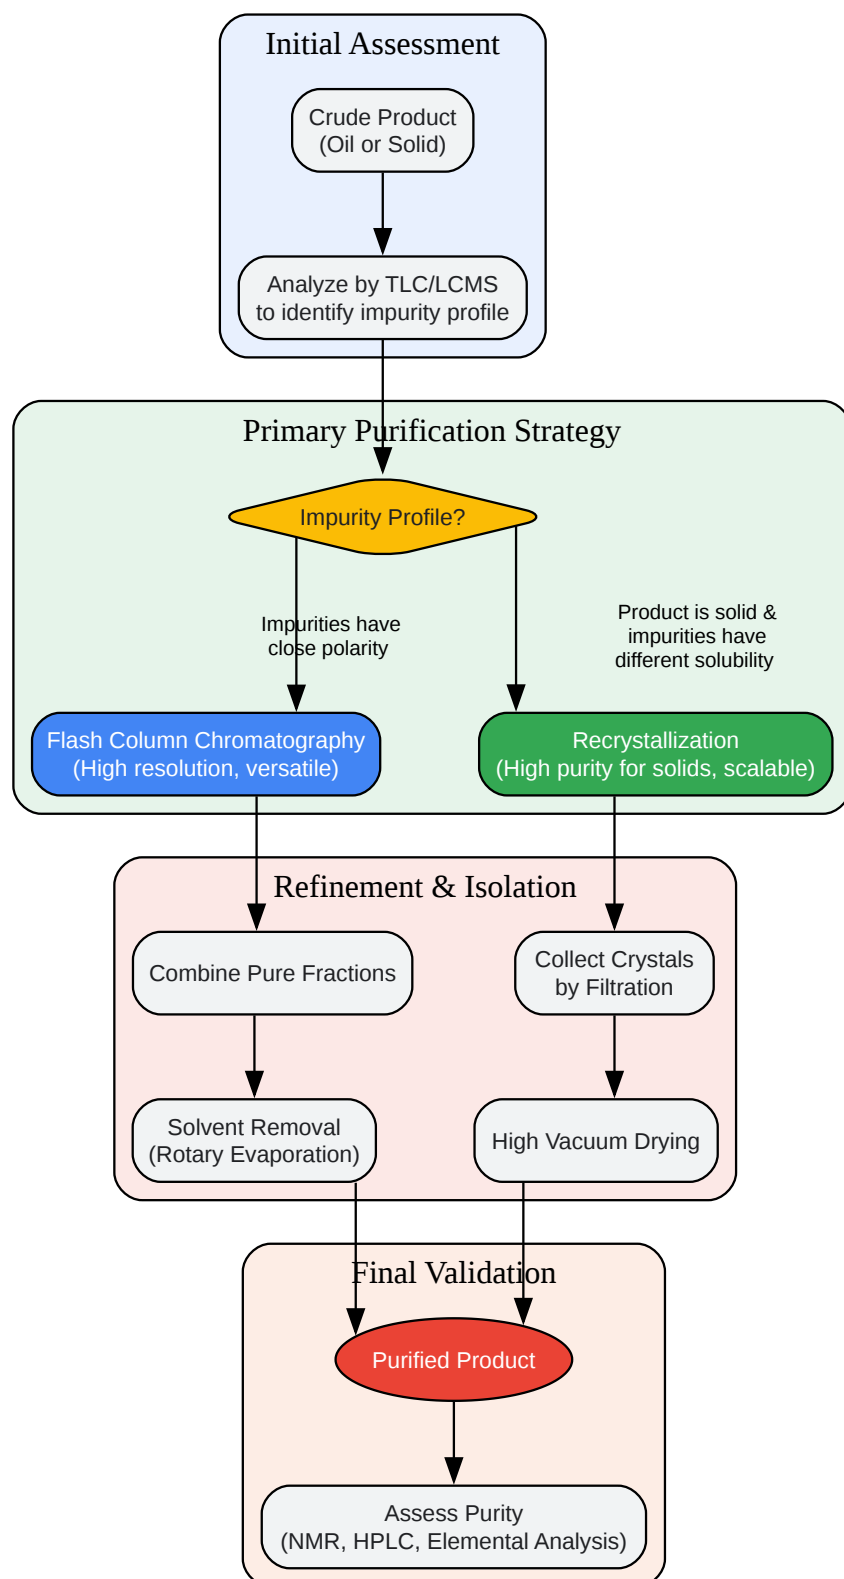 Initial Assessment
Crude Product
(Oil or Solid)
Analyze by TLC/LCMS
to identify impurity profile
Primary Purification Strategy
Impurity Profile?
Impurities have
close polarity
Product is solid &
impurities have
different solubility
Flash Column Chromatography
(High resolution, versatile)
Recrystallization
(High purity for solids, scalable)
Refinement & Isolation
Combine Pure Fractions
Collect Crystals
by Filtration
Solvent Removal
(Rotary Evaporation)
High Vacuum Drying
Final Validation
Purified Product
Assess Purity
(NMR, HPLC, Elemental Analysis)